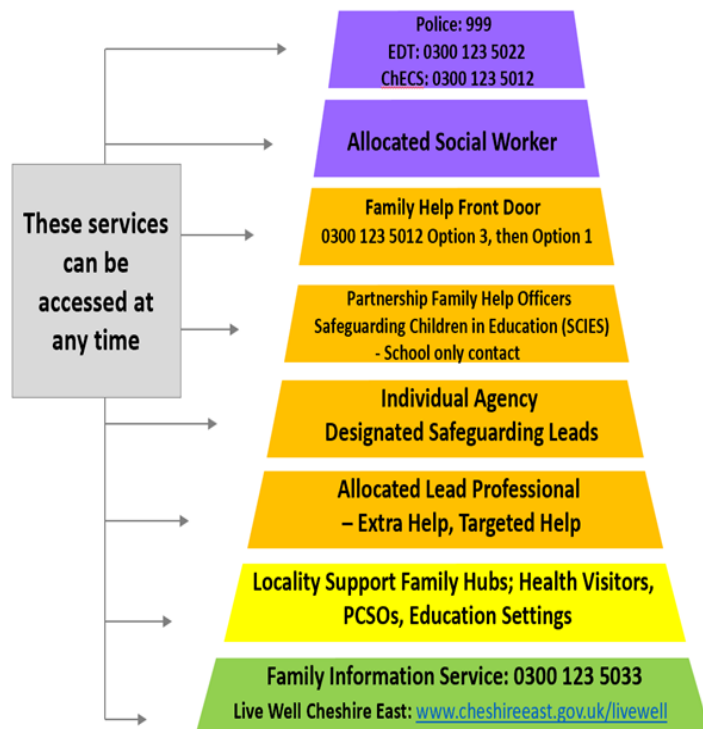 Police: 999
EDT: 0300 123 5022
ChECS: 0300 123 5012
Allocated Social Worker
These services
can be
accessed at
any time
Family Help Front Door
0300 123 5012 Option 3, then Option 1
Partnership Family Help Officers
Safeguarding Children in Education (SCIES)
- School only contact
Individual Agency
Designated Safeguarding Leads
Allocated Lead Professional
– Extra Help, Targeted Help
Locality Support Family Hubs; Health Visitors,
PCSOs, Education Settings
Family Information Service: 0300 123 5033
Live Well Cheshire East: www.cheshireeast.gov.uk/livewell